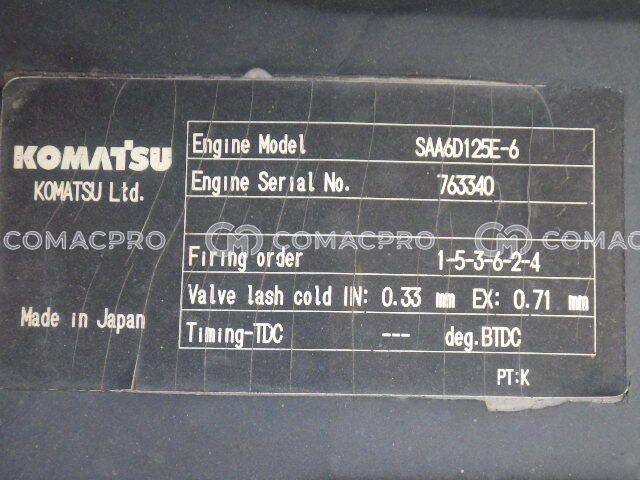 KOMATSU
KOMATSU Ltd.
Made in Japan
Engine Model SAA6D125E-6
Engine Serial No. 763340
COMACPRO COMACPRO COMACPRO
Firing order 1-5-3-6-2-4
Valve lash cold IN: 0.33 mm EX: 0.71 mm
Timing-TDC --- deg.BTDC
PT:K